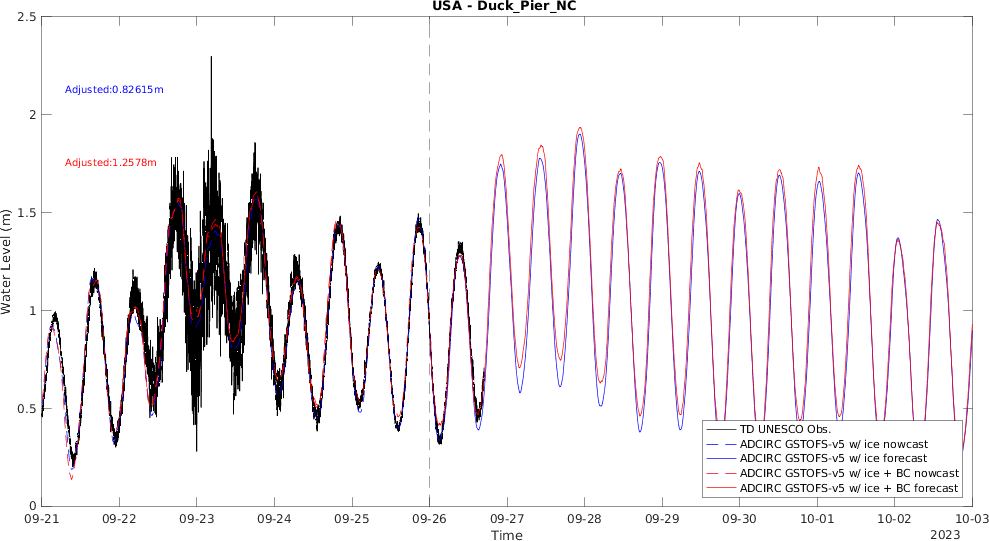 USA - Duck_Pier_NC
2.5
2
1.5
1
0.5
0
Water Level (m)
Adjusted:0.82615m
Adjusted:1.2578m
TD UNESCO Obs.
ADCIRC GSTOFS-v5 w/ ice nowcast
ADCIRC GSTOFS-v5 w/ ice forecast
ADCIRC GSTOFS-v5 w/ ice + BC nowcast
ADCIRC GSTOFS-v5 w/ ice + BC forecast
09-21 09-22 09-23 09-24 09-25 09-26 09-27 09-28 09-29 09-30 10-01 10-02 10-03
Time
2023